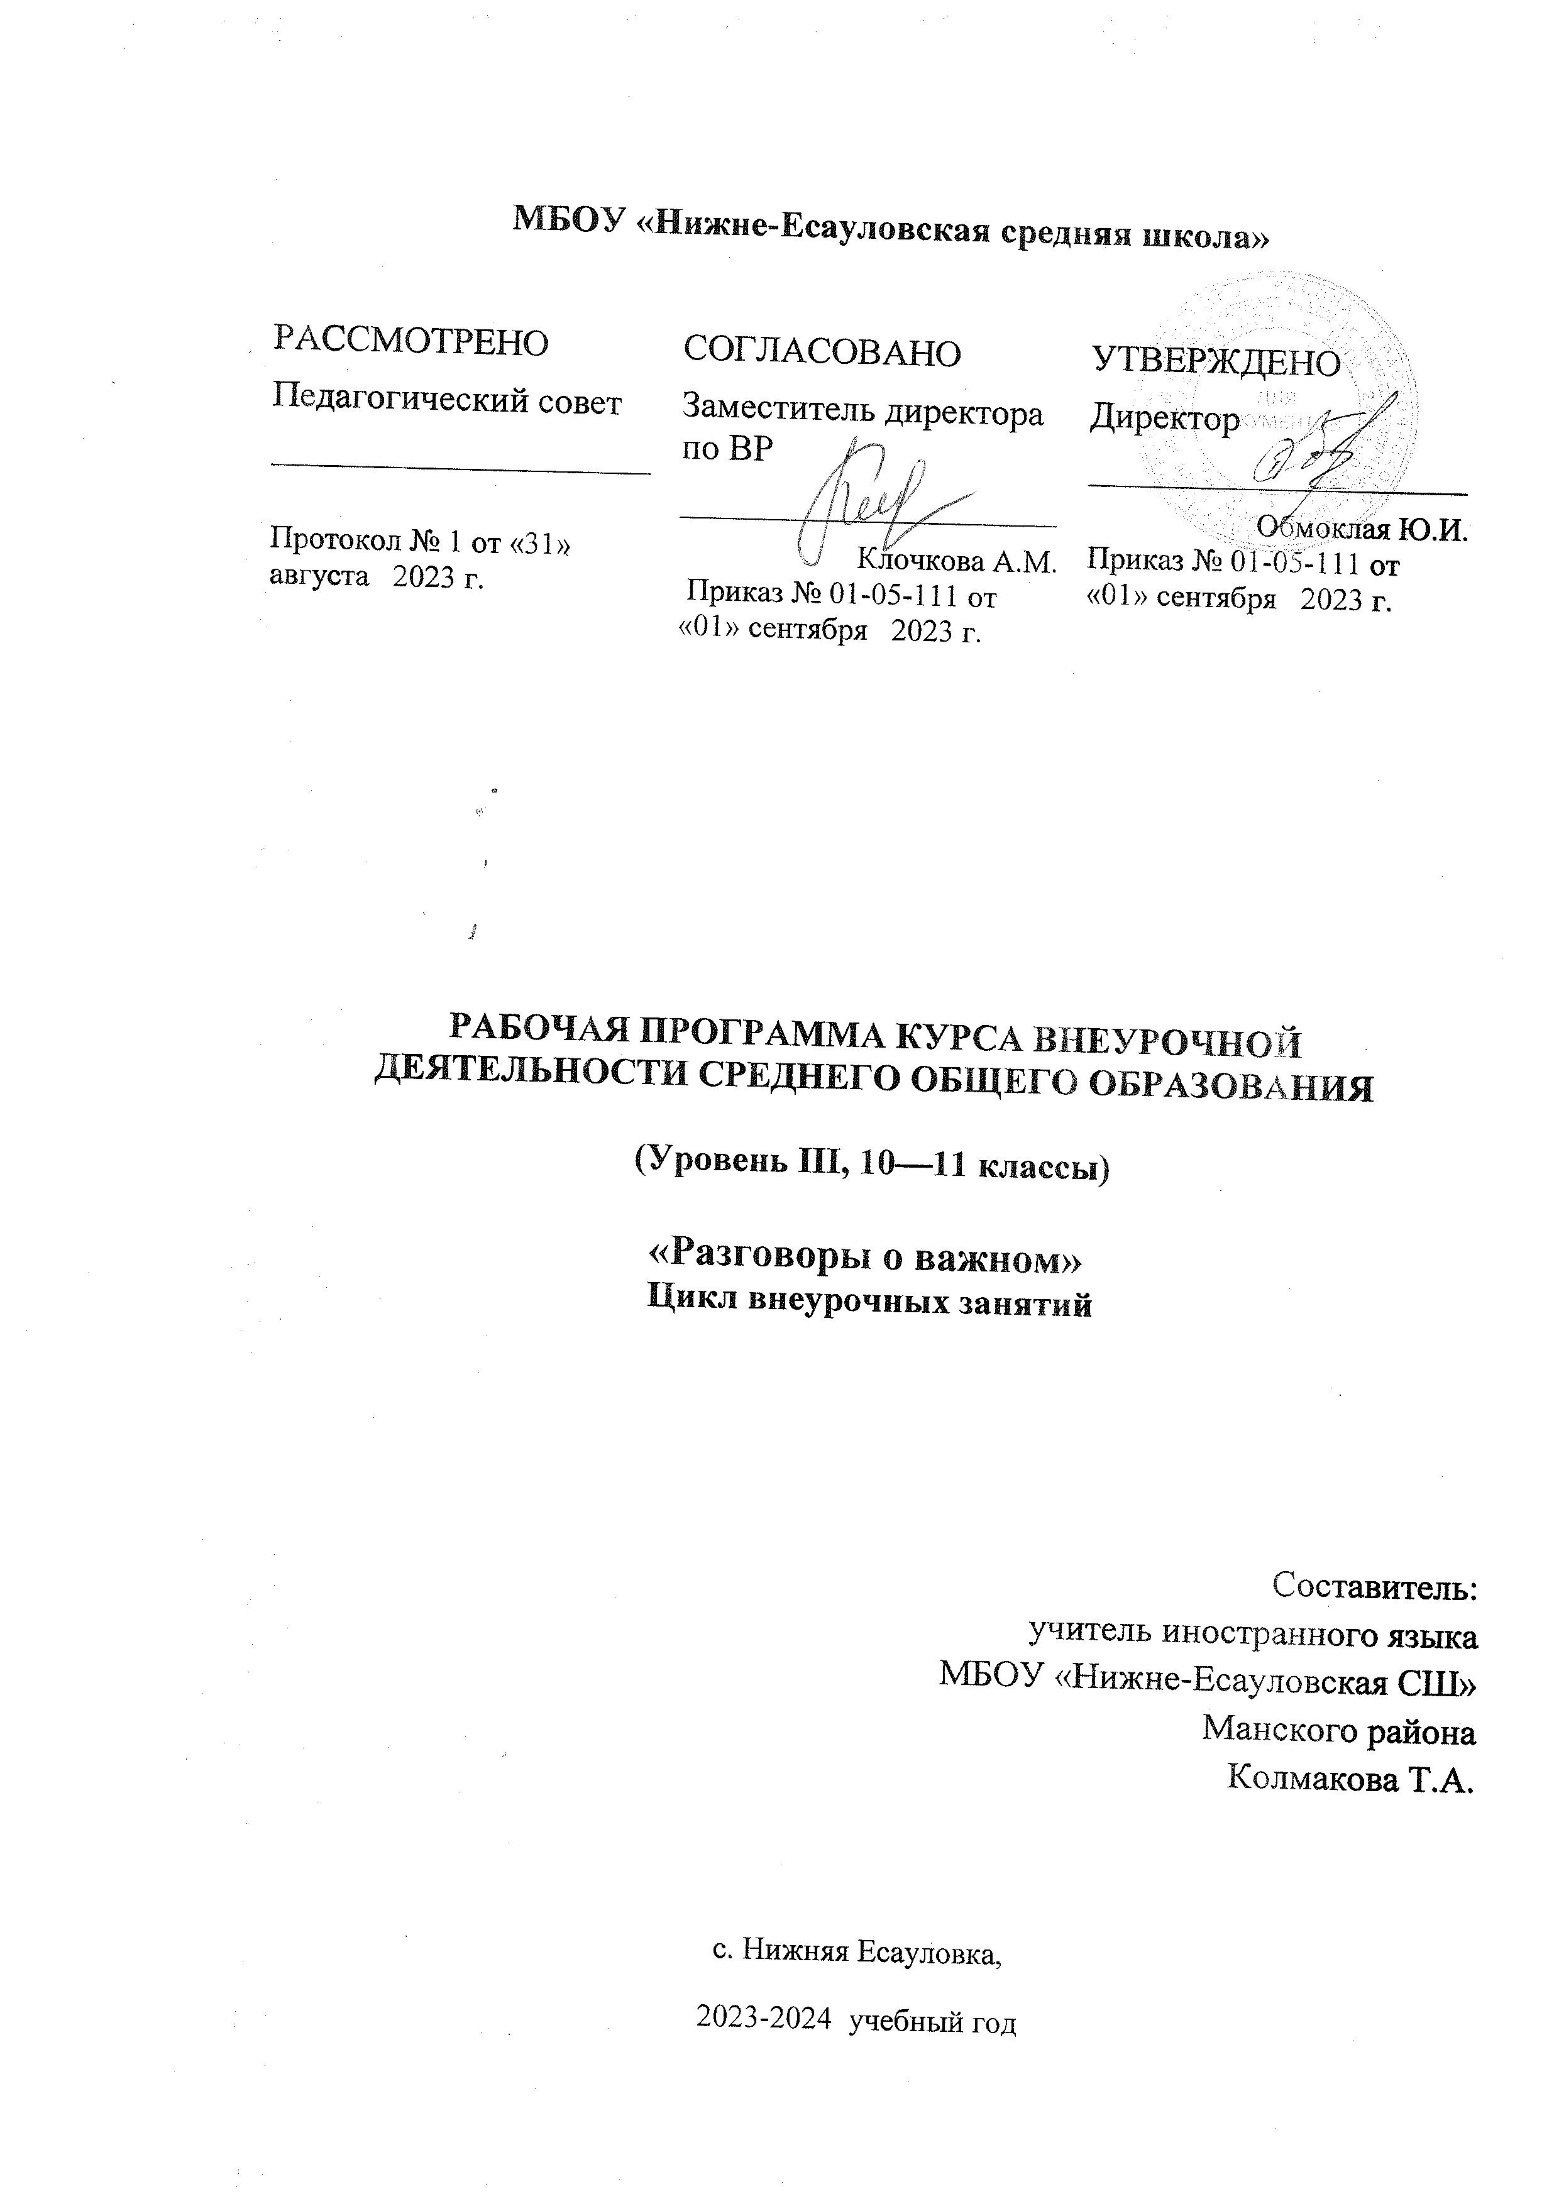 МБОУ «Нижне-Есауловская средняя школа»
РАССМОТРЕНО
Педагогический совет
Протокол № 1 от «31»
августа 2023 г.
СОГЛАСОВАНО
Заместитель директора
по ВР
Клочкова А.М.
Приказ № 01-05-111 от
«01» сентября 2023 г.
УТВЕРЖДЕНО
Директор
Обмоклая Ю.И.
Приказ № 01-05-111 от
«01» сентября 2023 г.
РАБОЧАЯ ПРОГРАММА КУРСА ВНЕУРОЧНОЙ
ДЕЯТЕЛЬНОСТИ СРЕДНЕГО ОБЩЕГО ОБРАЗОВАНИЯ
(Уровень III, 10—11 классы)
«Разговоры о важном»
Цикл внеурочных занятий
Составитель:
учитель иностранного языка
МБОУ «Нижне-Есауловская СШ»
Манского района
Колмакова Т.А.
с. Нижняя Есауловка,
2023-2024 учебный год